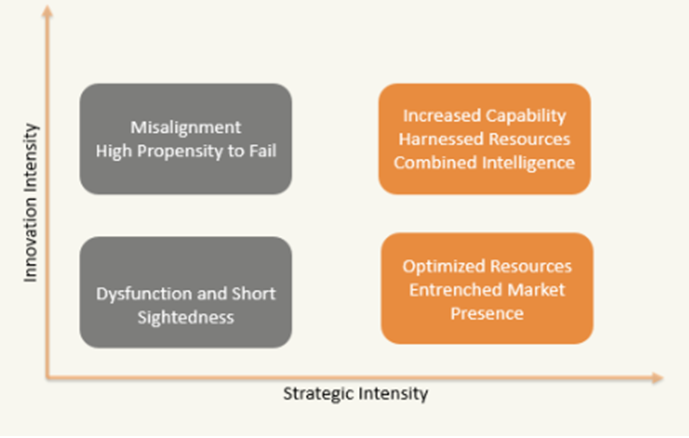 Innovation Intensity
Misalignment
High Propensity to Fail
Increased Capability
Harnessed Resources
Combined Intelligence
Dysfunction and Short
Sightedness
Optimized Resources
Entrenched Market
Presence
Strategic Intensity